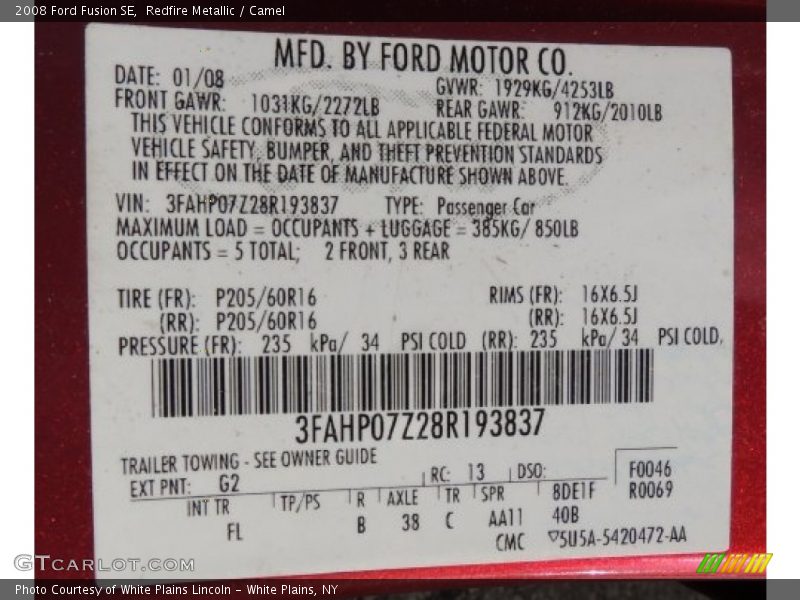 2008 Ford Fusion SE, Redfire Metallic / Camel
MFD. BY FORD MOTOR CO.
DATE: 01/08 GVWR: 1929KG/4253LB
FRONT GAWR: 1031KG/2272LB REAR GAWR: 912KG/2010LB
THIS VEHICLE CONFORMS TO ALL APPLICABLE FEDERAL MOTOR
VEHICLE SAFETY, BUMPER, AND THEFT PREVENTION STANDARDS
IN EFFECT ON THE DATE OF MANUFACTURE SHOWN ABOVE.
VIN: 3FAHP07Z28R193837 TYPE: Passenger Car
MAXIMUM LOAD = OCCUPANTS + LUGGAGE = 385KG/ 850LB
OCCUPANTS = 5 TOTAL; 2 FRONT, 3 REAR
TIRE (FR): P205/60R16 RIMS (FR): 16X6.5J
(RR): P205/60R16 (RR): 16X6.5J
PRESSURE (FR): 235 kPa/ 34 PSI COLD (RR): 235 kPa/ 34 PSI COLD.
3FAHP07Z28R193837
TRAILER TOWING - SEE OWNER GUIDE
EXT PNT: G2 RC: 13 DSO: F0046
INT TR TP/PS R AXLE TR SPR 8DE1F R0069
FL B 38 C AA11 40B
CMC ▽5U5A-5420472-AA
GTCARLOT.COM
Photo Courtesy of White Plains Lincoln - White Plains, NY